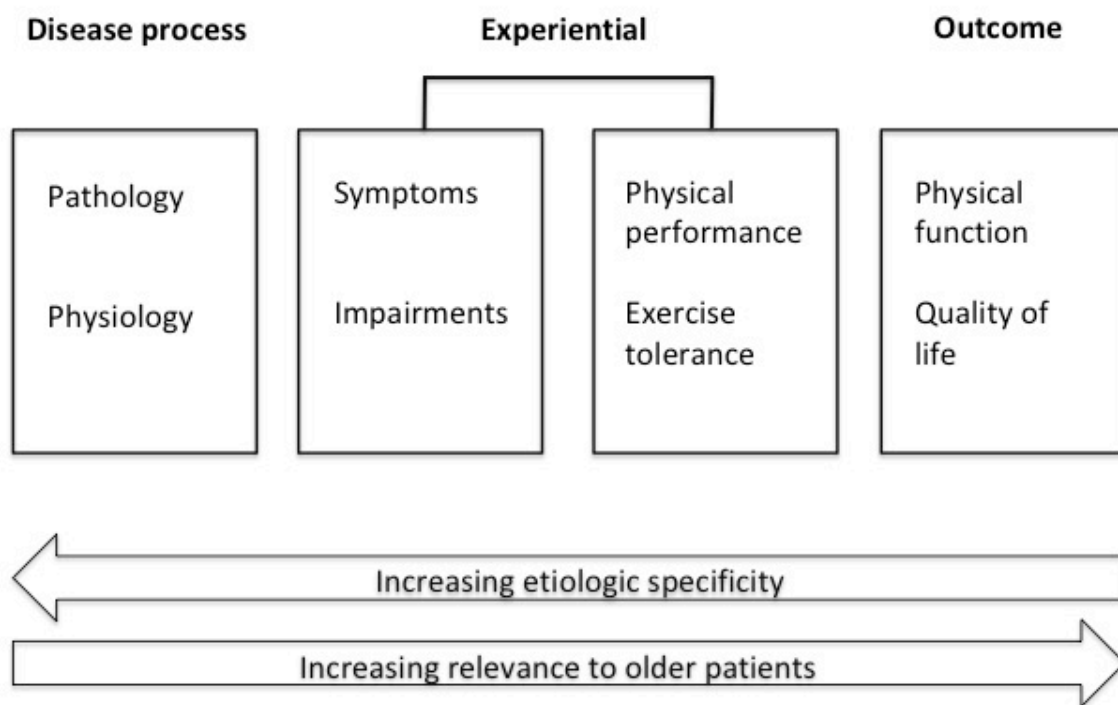 Disease process
Experiential
Outcome
Pathology
Physiology
Symptoms
Impairments
Physical
performance
Exercise
tolerance
Physical
function
Quality of
life
Increasing etiologic specificity
Increasing relevance to older patients